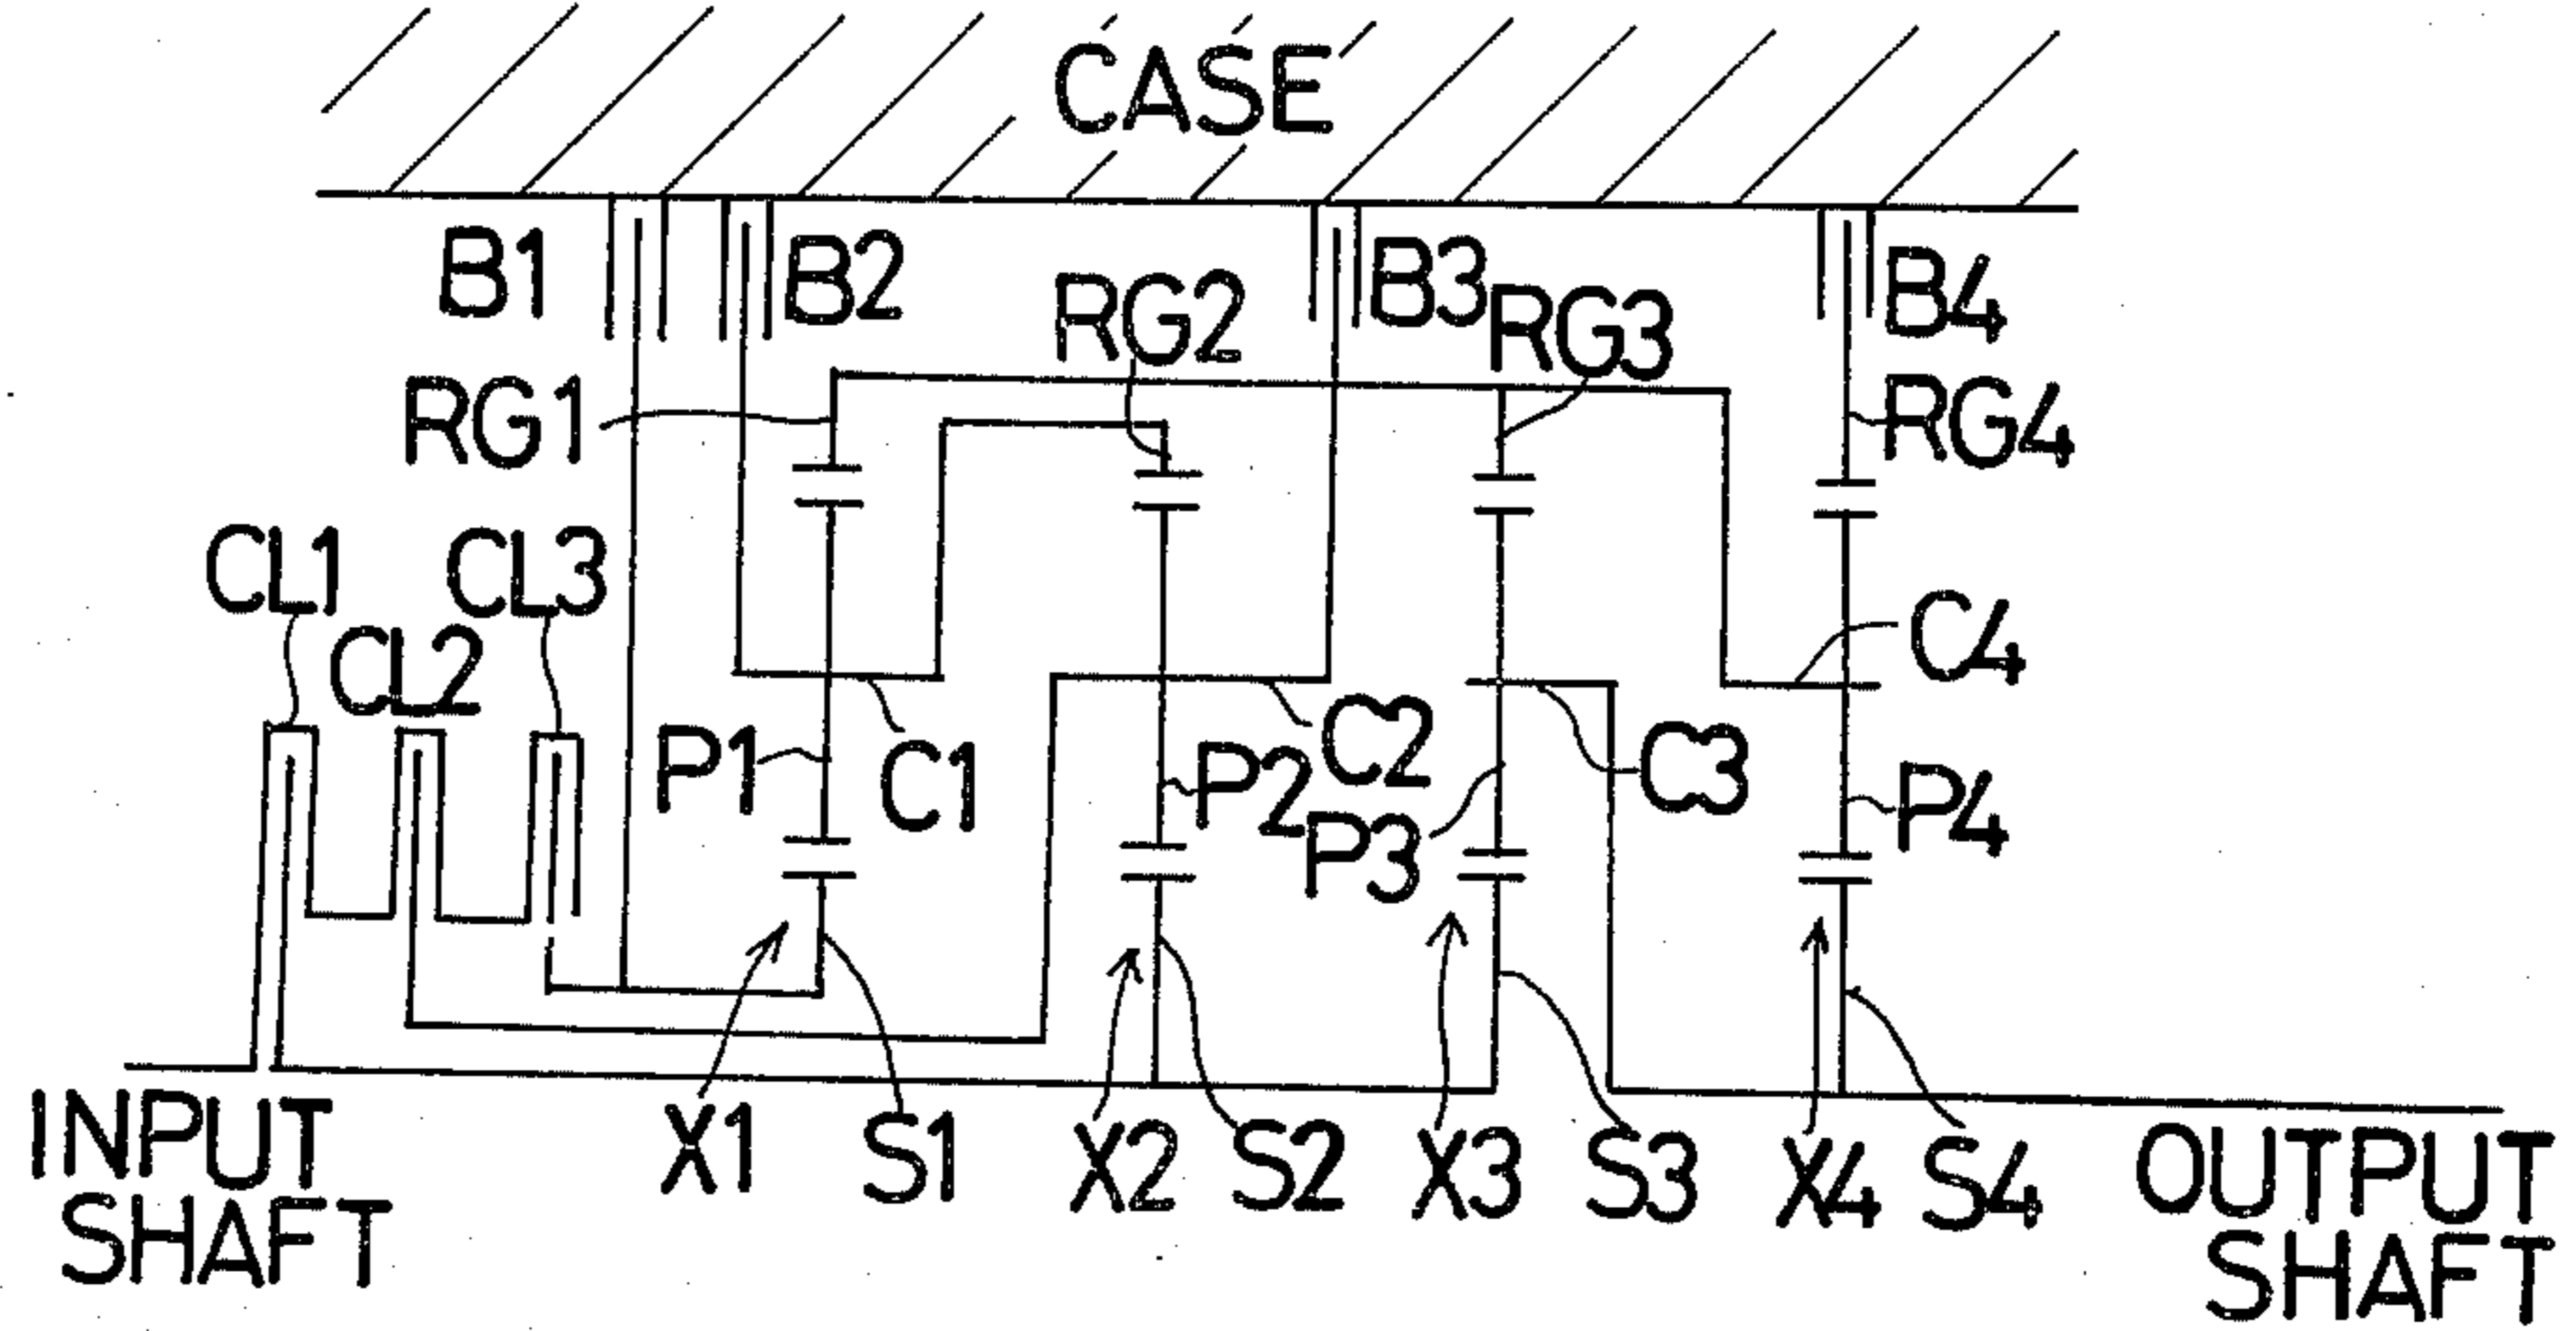 CASE
B1
B2
RG2
B3
RG3
B4
RG1
RG4
CL1
CL3
CL2
C4
P1
C1
P2
C2
C3
P3
P4
INPUT
SHAFT
X1
S1
X2
S2
X3
S3
X4
S4
OUTPUT
SHAFT